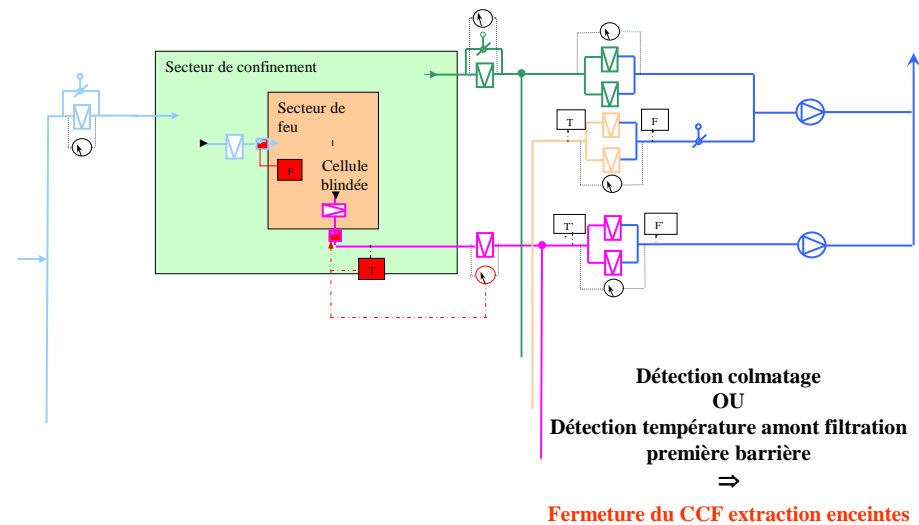 Secteur de confinement
Secteur de
feu
Cellule
blindée
F
T
T
F
T'
F'
Détection colmatage
OU
Détection température amont filtration
première barrière
⇒
Fermeture du CCF extraction enceintes